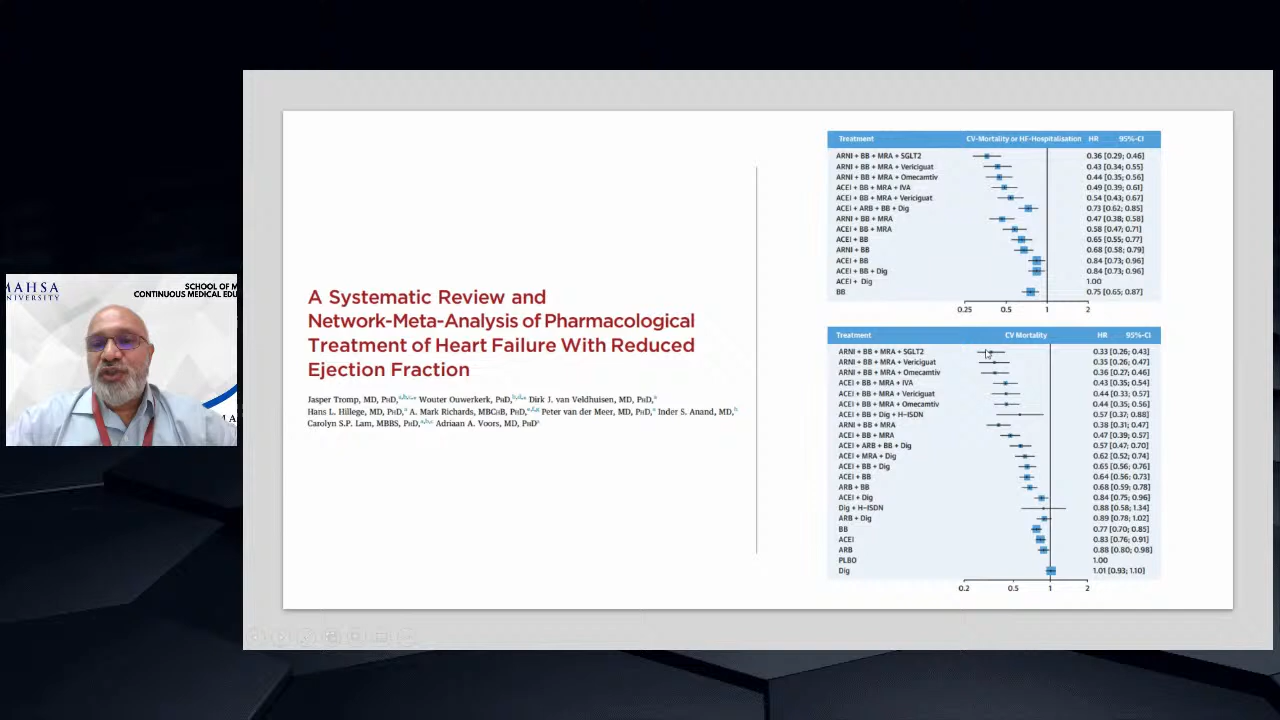 MAHSA
UNIVERSITY
SCHOOL OF M
CONTINUOUS MEDICAL EDU
A Systematic Review and
Network-Meta-Analysis of Pharmacological
Treatment of Heart Failure With Reduced
Ejection Fraction
Jasper Tromp, MD, PhD, Wouter Ouwerkerk, PhD, Dirk J. van Veldhuisen, MD, PhD,
Hans L. Hillege, MD, PhD, A. Mark Richards, MBChB, PhD, Peter van der Meer, MD, PhD, Inder S. Anand, MD,
Carolyn S.P. Lam, MBBS, PhD, Adriaan A. Voors, MD, PhD
Treatment CV-Mortality or HF-Hospitalisation HR 95%-CI
ARNI + BB + MRA + SGLT2 0.36 [0.29; 0.46]
ARNI + BB + MRA + Vericiguat 0.43 [0.34; 0.55]
ARNI + BB + MRA + Omecamtiv 0.44 [0.35; 0.56]
ACEI + BB + MRA + IVA 0.49 [0.39; 0.61]
ACEI + BB + MRA + Vericiguat 0.54 [0.43; 0.67]
ACEI + ARB + BB + Dig 0.73 [0.62; 0.85]
ARNI + BB + MRA 0.47 [0.38; 0.58]
ACEI + BB + MRA 0.58 [0.47; 0.71]
ACEI + BB 0.65 [0.55; 0.77]
ARNI + BB 0.68 [0.58; 0.79]
ACEI + BB 0.84 [0.73; 0.96]
ACEI + BB + Dig 0.84 [0.73; 0.96]
ACEI + Dig 1.00
BB 0.75 [0.65; 0.87]
0.25 0.5 1 2
Treatment CV Mortality HR 95%-CI
ARNI + BB + MRA + SGLT2 0.33 [0.26; 0.43]
ARNI + BB + MRA + Vericiguat 0.35 [0.26; 0.47]
ARNI + BB + MRA + Omecamtiv 0.36 [0.27; 0.46]
ACEI + BB + MRA + IVA 0.43 [0.35; 0.54]
ACEI + BB + MRA + Vericiguat 0.44 [0.33; 0.57]
ACEI + BB + MRA + Omecamtiv 0.44 [0.35; 0.56]
ACEI + BB + Dig + H-ISDN 0.57 [0.37; 0.88]
ARNI + BB + MRA 0.38 [0.31; 0.47]
ACEI + BB + MRA 0.47 [0.39; 0.57]
ACEI + ARB + BB + Dig 0.57 [0.47; 0.70]
ACEI + MRA + Dig 0.62 [0.52; 0.74]
ACEI + BB + Dig 0.65 [0.56; 0.76]
ACEI + BB 0.64 [0.56; 0.73]
ARB + BB 0.68 [0.59; 0.78]
ACEI + Dig 0.84 [0.75; 0.96]
Dig + H-ISDN 0.88 [0.58; 1.34]
ARB + Dig 0.89 [0.78; 1.02]
BB 0.77 [0.70; 0.85]
ACEI 0.83 [0.76; 0.91]
ARB 0.88 [0.80; 0.98]
PLBO 1.00
Dig 1.01 [0.93; 1.10]
0.2 0.5 1 2